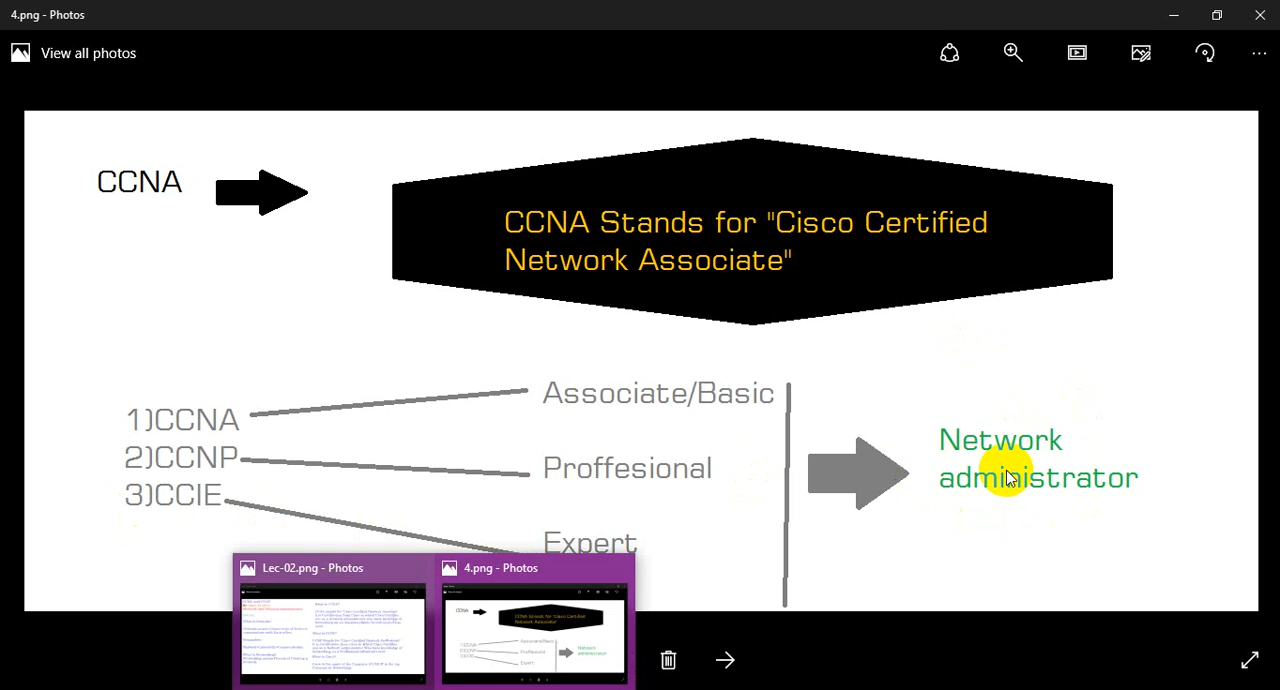 4.png - Photos
View all photos
CCNA
CCNA Stands for "Cisco Certified
Network Associate"
1)CCNA
2)CCNP
3)CCIE
Associate/Basic
Proffesional
Expert
Network
administrator
Lec-02.png - Photos
4.png - Photos